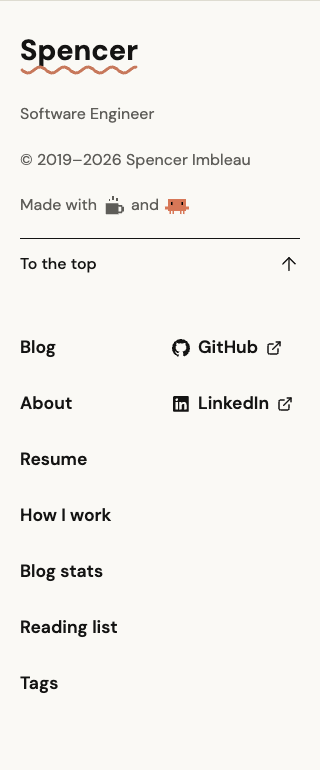 Spencer
Software Engineer
© 2019–2026 Spencer Imbleau
Made with and
To the top
Blog
GitHub
About
LinkedIn
Resume
How I work
Blog stats
Reading list
Tags